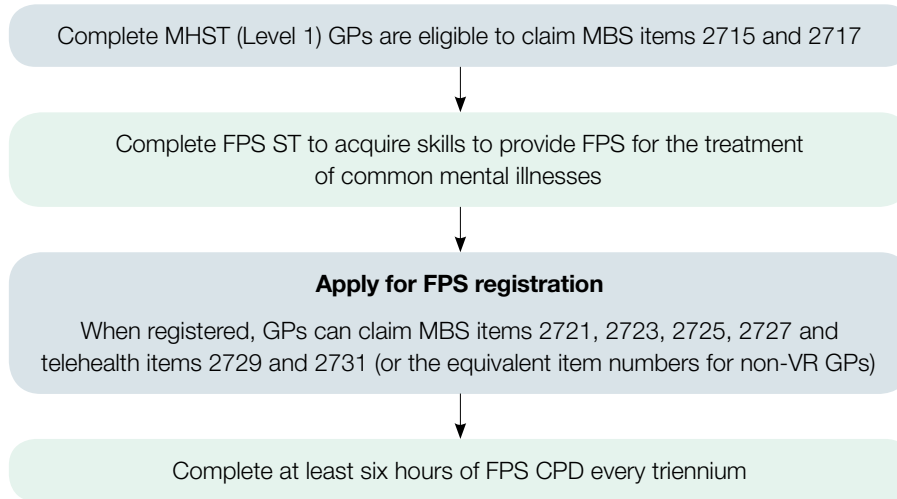 Complete MHST (Level 1) GPs are eligible to claim MBS items 2715 and 2717
Complete FPS ST to acquire skills to provide FPS for the treatment
of common mental illnesses
Apply for FPS registration
When registered, GPs can claim MBS items 2721, 2723, 2725, 2727 and
telehealth items 2729 and 2731 (or the equivalent item numbers for non-VR GPs)
Complete at least six hours of FPS CPD every triennium